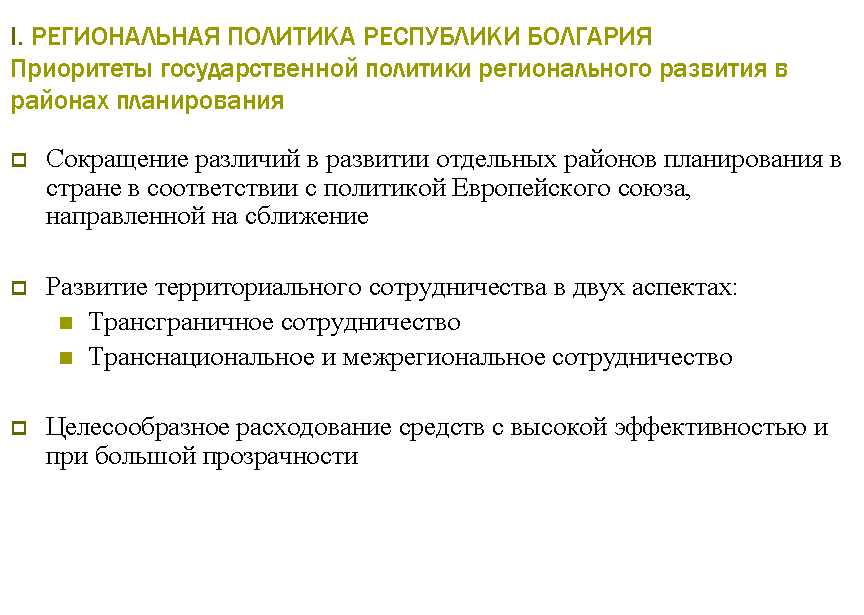 I. РЕГИОНАЛЬНАЯ ПОЛИТИКА РЕСПУБЛИКИ БОЛГАРИЯ
Приоритеты государственной политики регионального развития в
районах планирования
Сокращение различий в развитии отдельных районов планирования в
стране в соответствии с политикой Европейского союза,
направленной на сближение
Развитие территориального сотрудничества в двух аспектах:
Трансграничное сотрудничество
Транснациональное и межрегиональное сотрудничество
Целесообразное расходование средств с высокой эффективностью и
при большой прозрачности